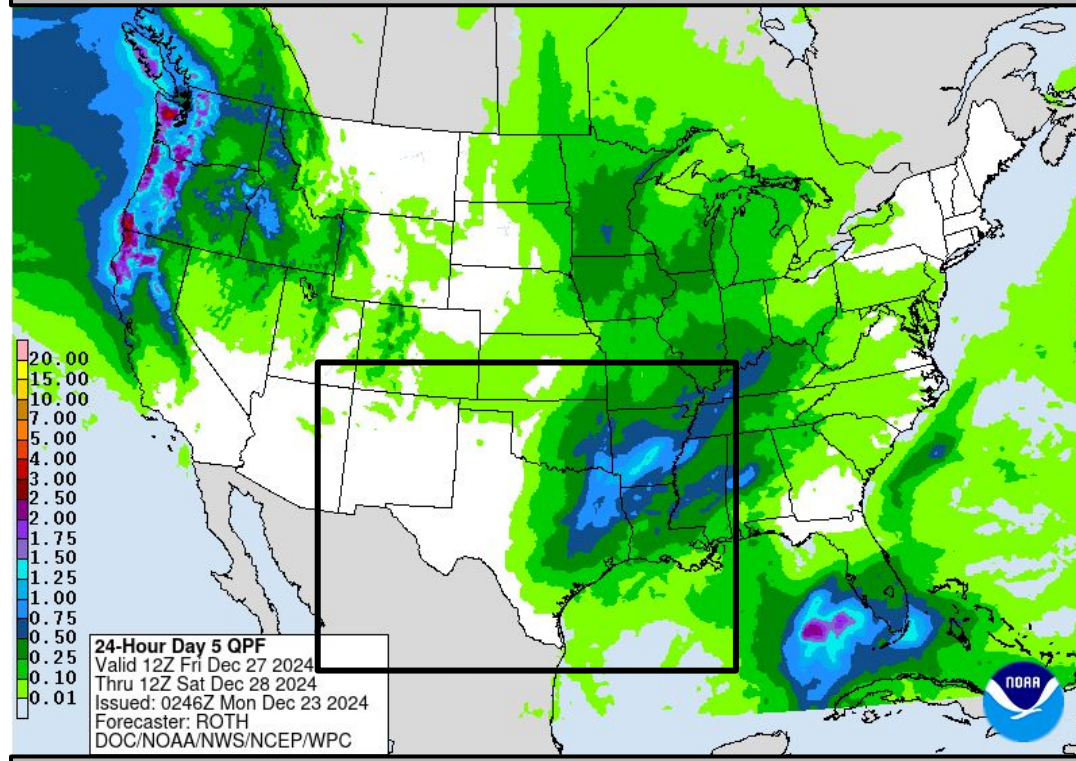 20.00
15.00
10.00
7.00
5.00
4.00
3.00
2.50
2.00
1.75
1.50
1.25
1.00
0.75
0.50
0.25
0.10
0.01
24-Hour Day 5 QPF
Valid 12Z Fri Dec 27 2024
Thru 12Z Sat Dec 28 2024
Issued: 0246Z Mon Dec 23 2024
Forecaster: ROTH
DOC/NOAA/NWS/NCEP/WPC
NOAA